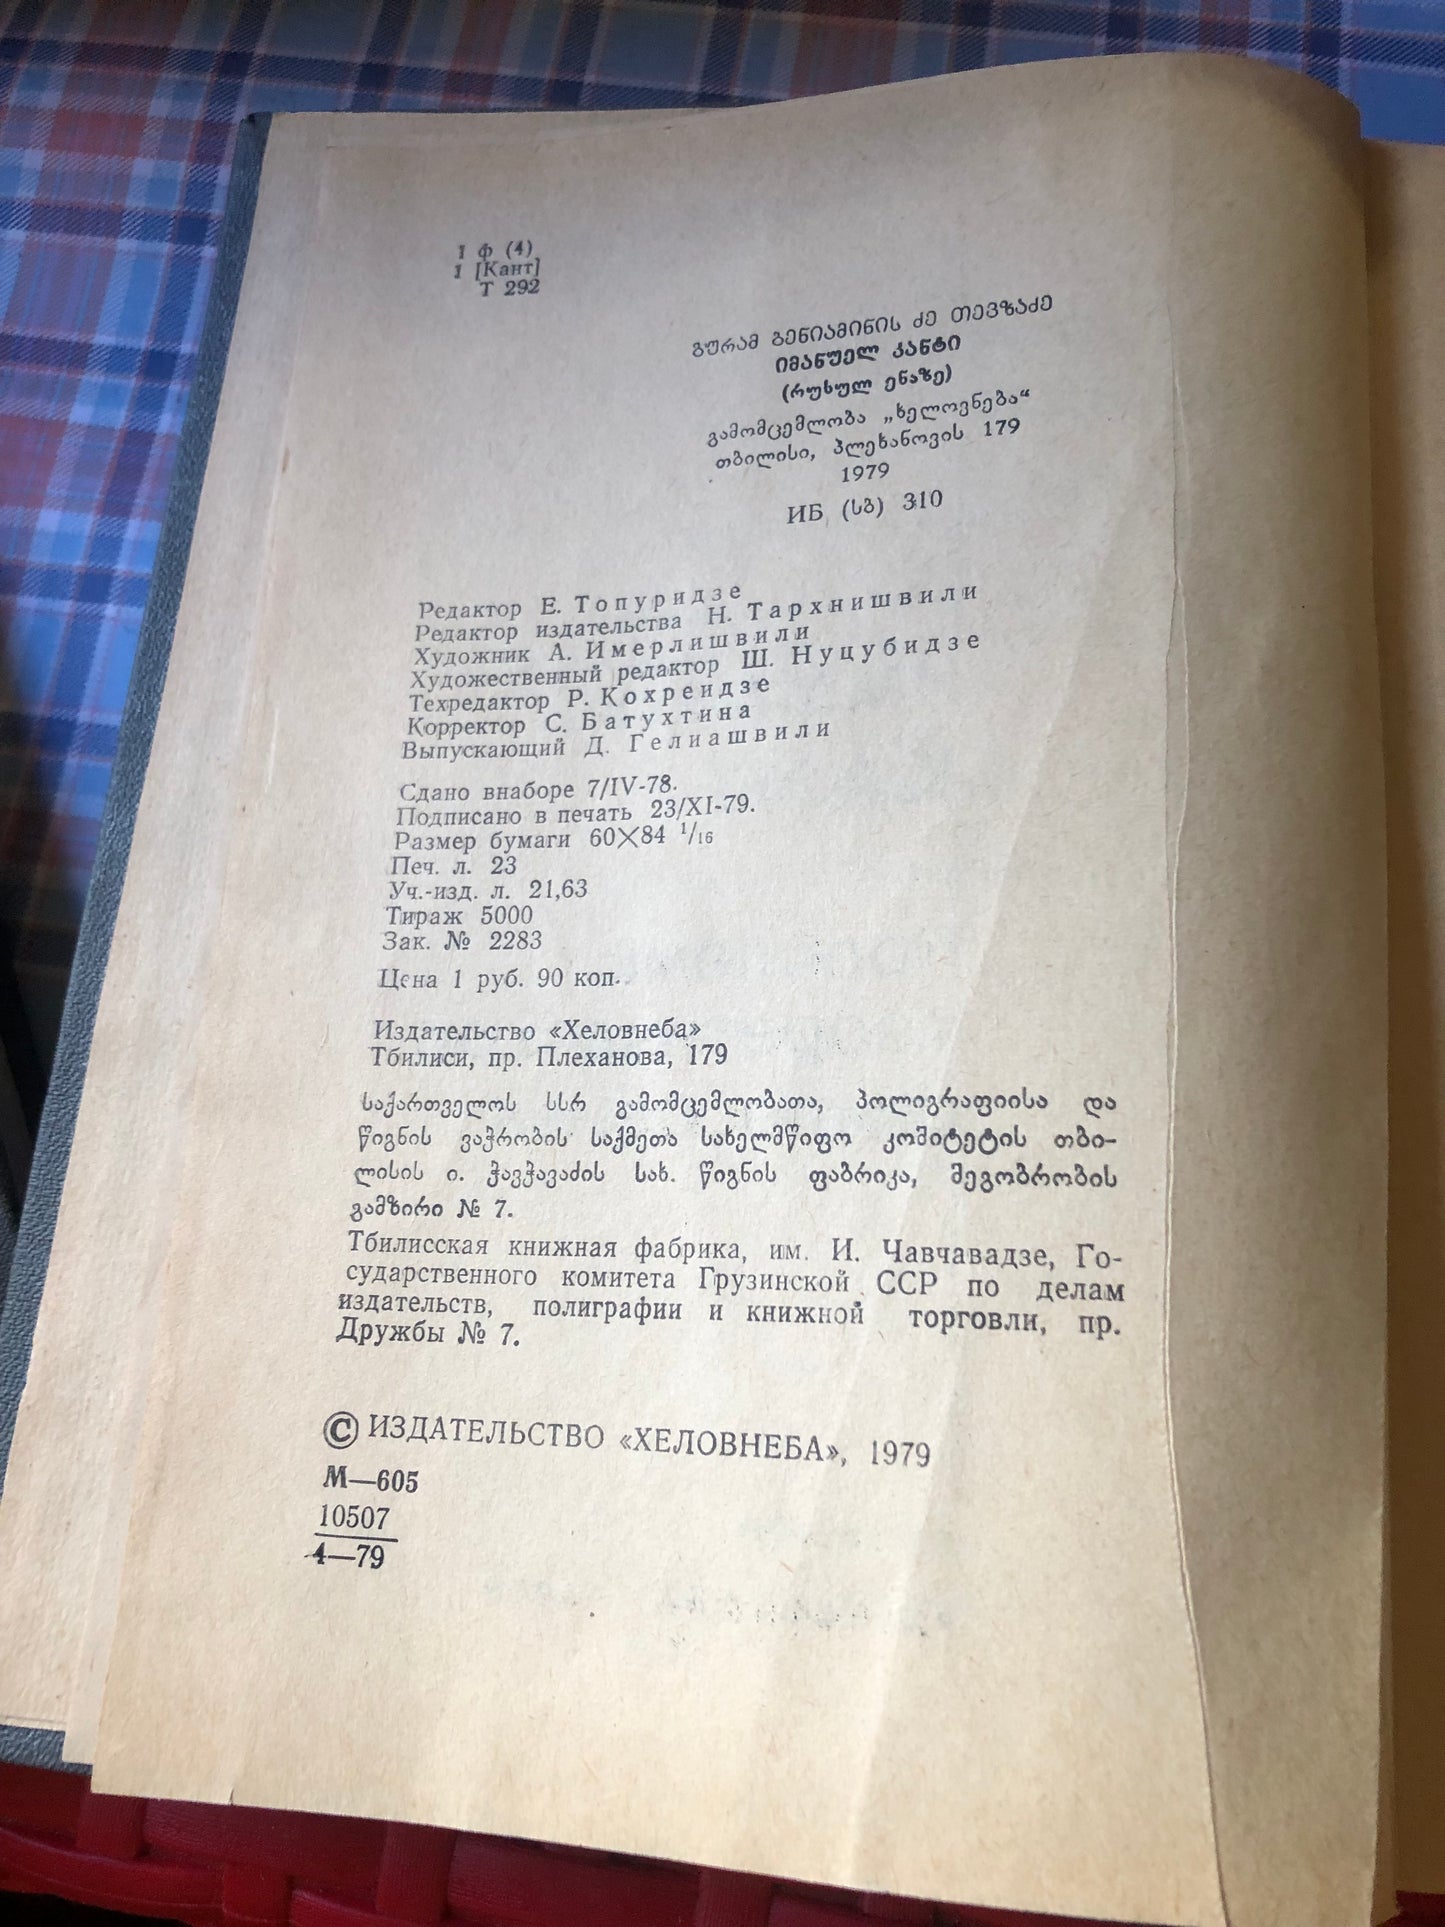 1 ფ (4)
1 [Кант]
Т 292
გურამ ბენიამინის ძე თევზაძე
იმანუელ კანტი
(რუსულ ენაზე)
გამომცემლობა „ხელოვნება“
თბილისი, პლეხანოვის 179
1979
ИБ (სბ) 310
Редактор Е. Топуридзе
Редактор издательства Н. Тархнишвили
Художник А. Имерлишвили
Художественный редактор Ш. Нуцубидзе
Техредактор Р. Кохреидзе
Корректор С. Батухтина
Выпускающий Д. Гелиашвили
Сдано внаборе 7/IV-78.
Подписано в печать 23/XI-79.
Размер бумаги 60×84 1/16
Печ. л. 23
Уч.-изд. л. 21,63
Тираж 5000
Зак. № 2283
Цена 1 руб. 90 коп.
Издательство «Хеловнеба»
Тбилиси, пр. Плеханова, 179
საქართველოს სსრ გამომცემლობათა, პოლიგრაფიისა და
წიგნის ვაჭრობის საქმეთა სახელმწიფო კომიტეტის თბი-
ლისის ი. ჭავჭავაძის სახ. წიგნის ფაბრიკა, მეგობრობის
გამზირი № 7.
Тбилисская книжная фабрика, им. И. Чавчавадзе, Го-
сударственного комитета Грузинской ССР по делам
издательств, полиграфии и книжной торговли, пр.
Дружбы № 7.
© ИЗДАТЕЛЬСТВО «ХЕЛОВНЕБА», 1979
М—605
10507
4—79